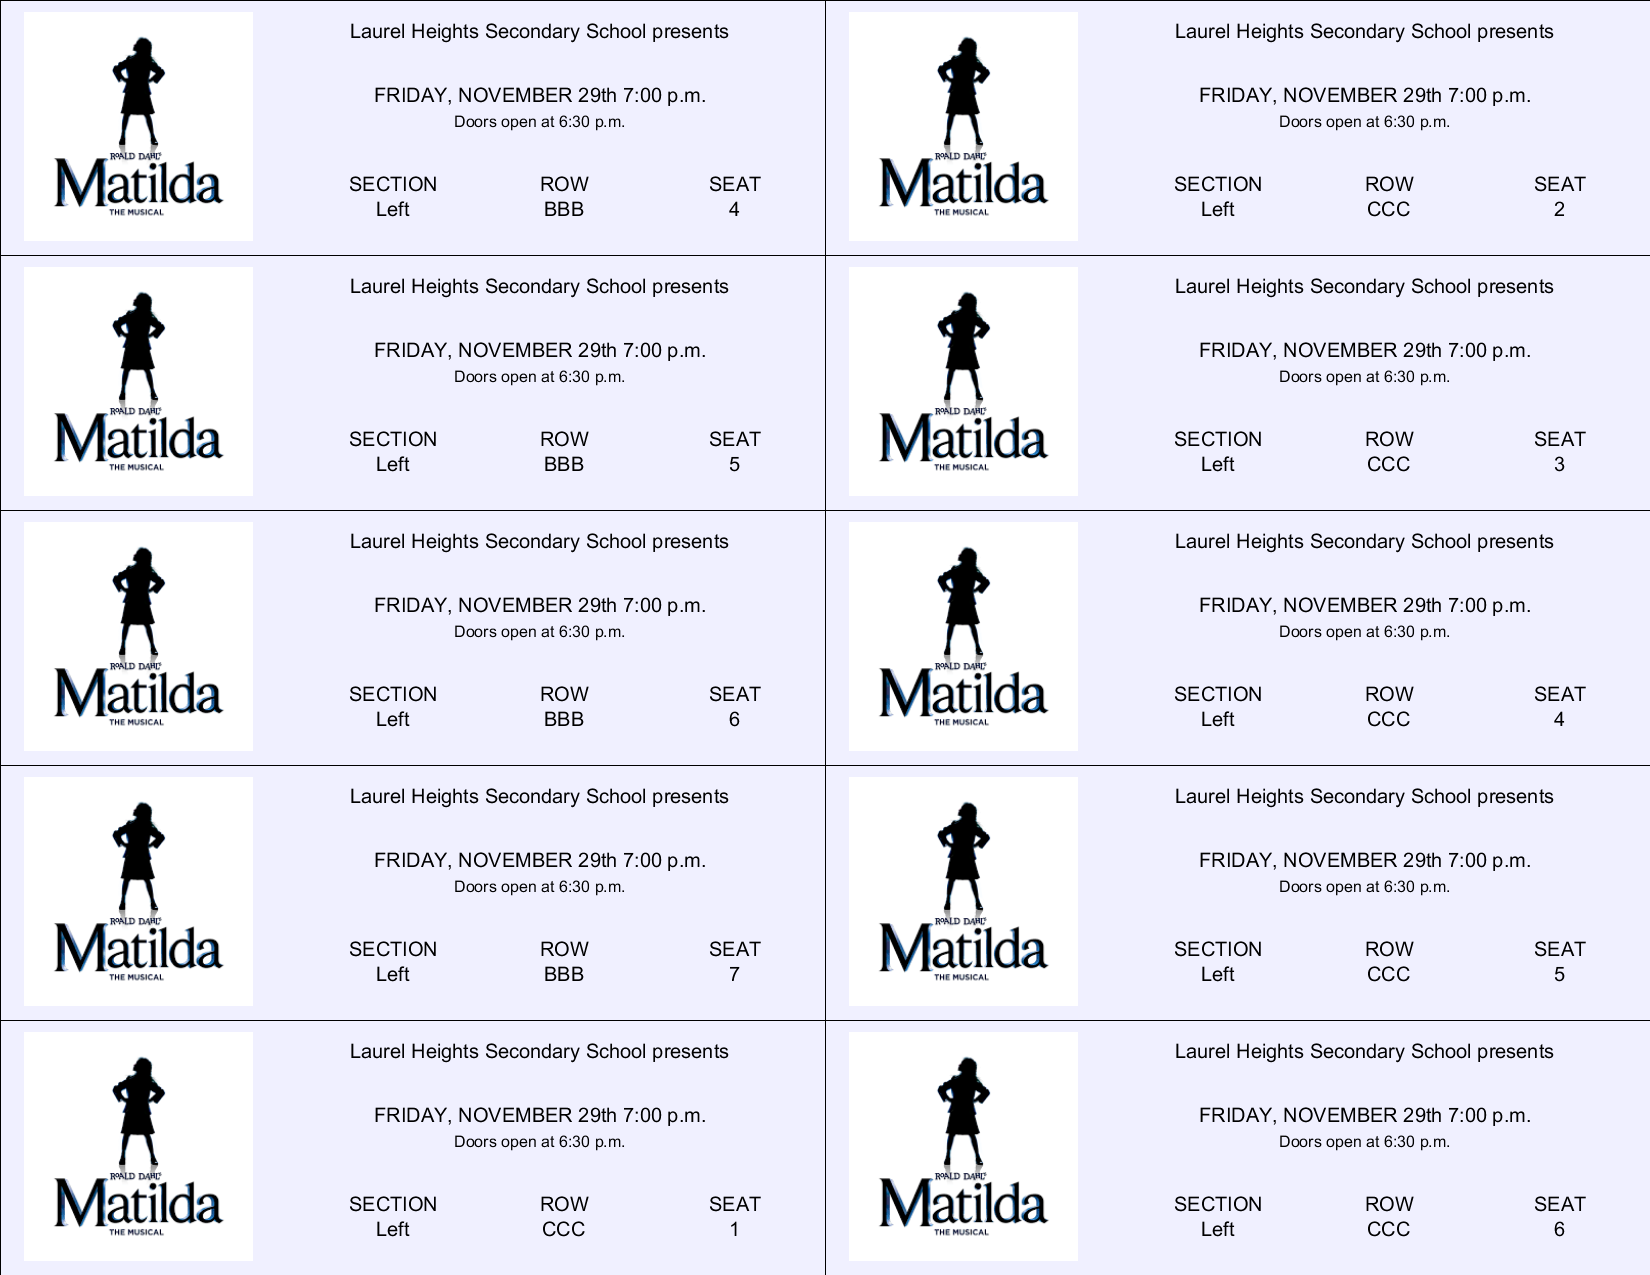 Laurel Heights Secondary School presents
FRIDAY, NOVEMBER 29th 7:00 p.m.
Doors open at 6:30 p.m.
ROALD DAHL'S
Matilda
THE MUSICAL
SECTION ROW SEAT
Left BBB 4
Laurel Heights Secondary School presents
FRIDAY, NOVEMBER 29th 7:00 p.m.
Doors open at 6:30 p.m.
ROALD DAHL'S
Matilda
THE MUSICAL
SECTION ROW SEAT
Left CCC 2
Laurel Heights Secondary School presents
FRIDAY, NOVEMBER 29th 7:00 p.m.
Doors open at 6:30 p.m.
ROALD DAHL'S
Matilda
THE MUSICAL
SECTION ROW SEAT
Left BBB 5
Laurel Heights Secondary School presents
FRIDAY, NOVEMBER 29th 7:00 p.m.
Doors open at 6:30 p.m.
ROALD DAHL'S
Matilda
THE MUSICAL
SECTION ROW SEAT
Left CCC 3
Laurel Heights Secondary School presents
FRIDAY, NOVEMBER 29th 7:00 p.m.
Doors open at 6:30 p.m.
ROALD DAHL'S
Matilda
THE MUSICAL
SECTION ROW SEAT
Left BBB 6
Laurel Heights Secondary School presents
FRIDAY, NOVEMBER 29th 7:00 p.m.
Doors open at 6:30 p.m.
ROALD DAHL'S
Matilda
THE MUSICAL
SECTION ROW SEAT
Left CCC 4
Laurel Heights Secondary School presents
FRIDAY, NOVEMBER 29th 7:00 p.m.
Doors open at 6:30 p.m.
ROALD DAHL'S
Matilda
THE MUSICAL
SECTION ROW SEAT
Left BBB 7
Laurel Heights Secondary School presents
FRIDAY, NOVEMBER 29th 7:00 p.m.
Doors open at 6:30 p.m.
ROALD DAHL'S
Matilda
THE MUSICAL
SECTION ROW SEAT
Left CCC 5
Laurel Heights Secondary School presents
FRIDAY, NOVEMBER 29th 7:00 p.m.
Doors open at 6:30 p.m.
ROALD DAHL'S
Matilda
THE MUSICAL
SECTION ROW SEAT
Left CCC 1
Laurel Heights Secondary School presents
FRIDAY, NOVEMBER 29th 7:00 p.m.
Doors open at 6:30 p.m.
ROALD DAHL'S
Matilda
THE MUSICAL
SECTION ROW SEAT
Left CCC 6